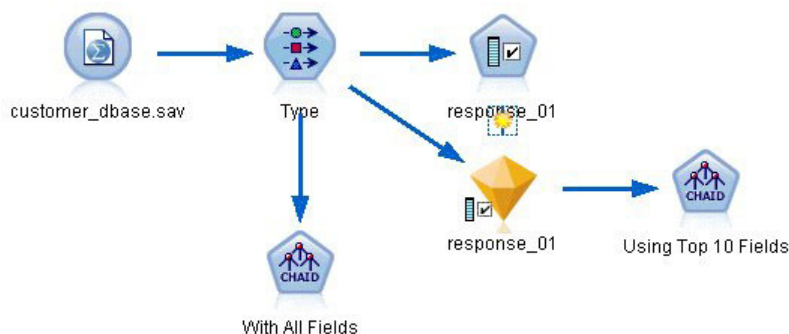 customer_dbase.sav
Type
response_01
response_01
CHAID
Using Top 10 Fields
CHAID
With All Fields